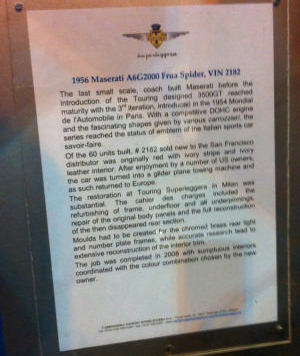 superleggera
1956 Maserati A6G2000 Frua Spider, VIN 2182
The last small scale, coach built Maserati before the
introduction of the Touring designed 3500GT reached
maturity with the 3rd iteration, introduced in the 1954 Mondial
de l'Automobile in Paris. With a competitive DOHC engine
and the fascinating shapes given by various carrozzieri, the
series reached the status of emblem of the Italian sports car
savoir-faire.
Of the 60 units built, # 2182 sold new to the San Francisco
distributor was originally red with ivory stripe and ivory
leather interior. After enjoyement by a number of US owners,
the car was turned into a glider plane towing machine and
as such returned to Europe.
The restoration at Touring Superleggera in Milan was
substantial. The cahier des charges included the
refurbishing of frame, underfloor and all underpinnings,
repair of the original body panels and the full reconstruction
of the then disappeared rear section.
Moulds had to be created for the chromed brass rear light
and number plate frames, while accurate research lead to
extensive reconstruction of the interior trim.
The job was completed in 2008 with sumptuous interiors
coordinated with the colour combination chosen by the new
owner.